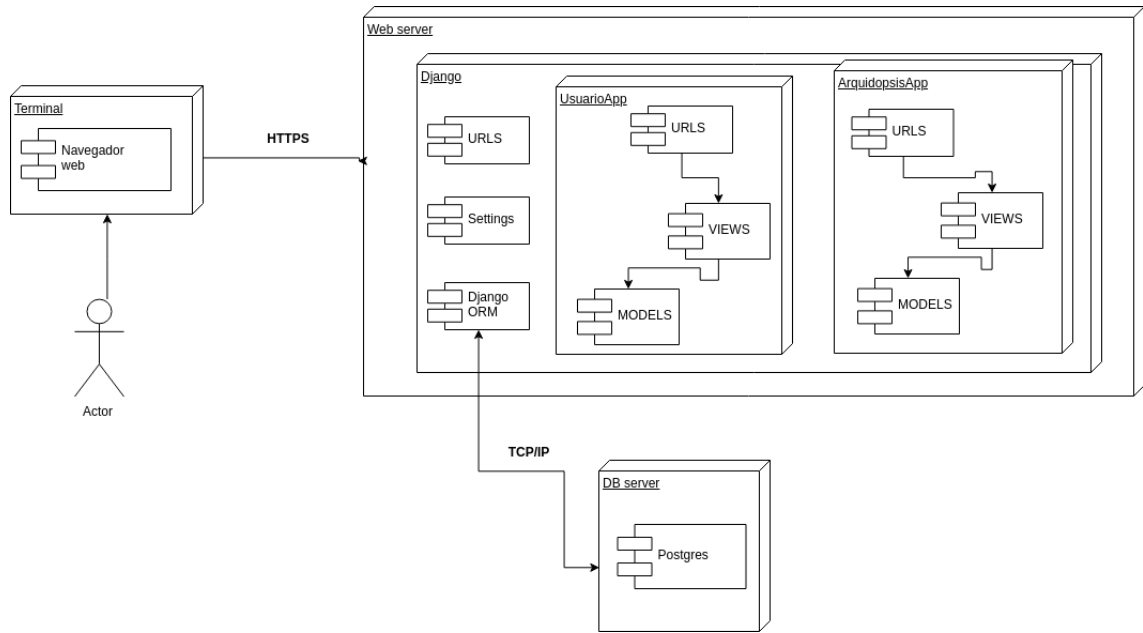 Web server
Django
UsuarioApp
ArquidopsisApp
Terminal
Navegador
web
HTTPS
URLS
URLS
URLS
Settings
VIEWS
VIEWS
Django
ORM
MODELS
MODELS
Actor
TCP/IP
DB server
Postgres